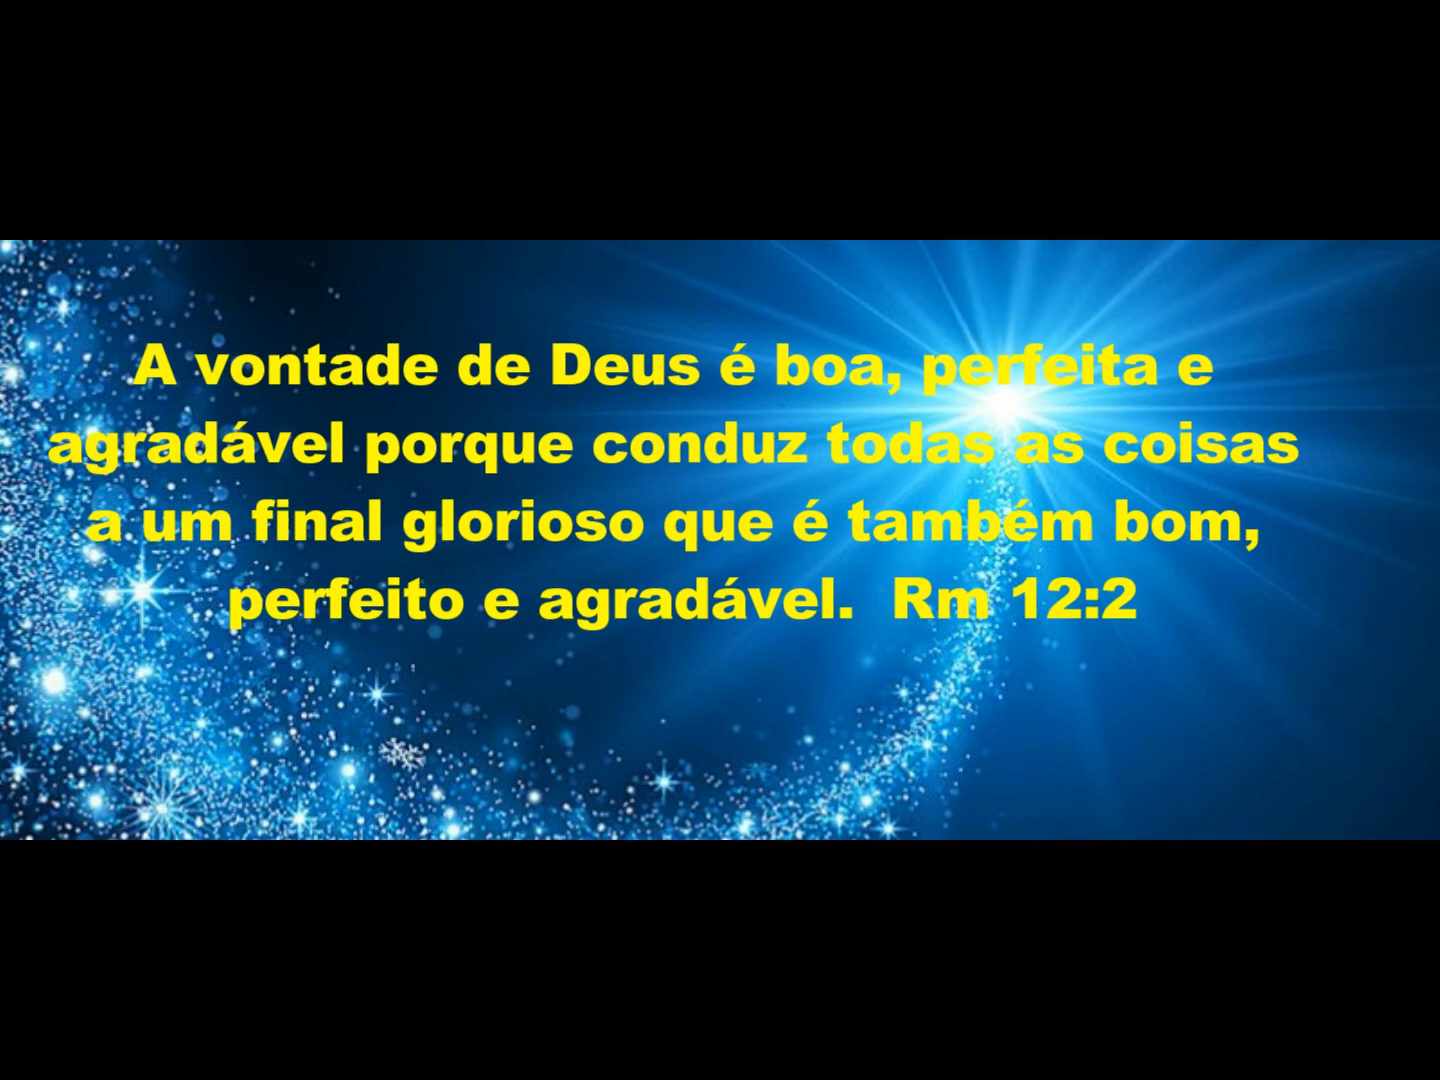 A vontade de Deus é boa, perfeita e
agradável porque conduz todas as coisas
a um final glorioso que é também bom,
perfeito e agradável.  Rm 12:2